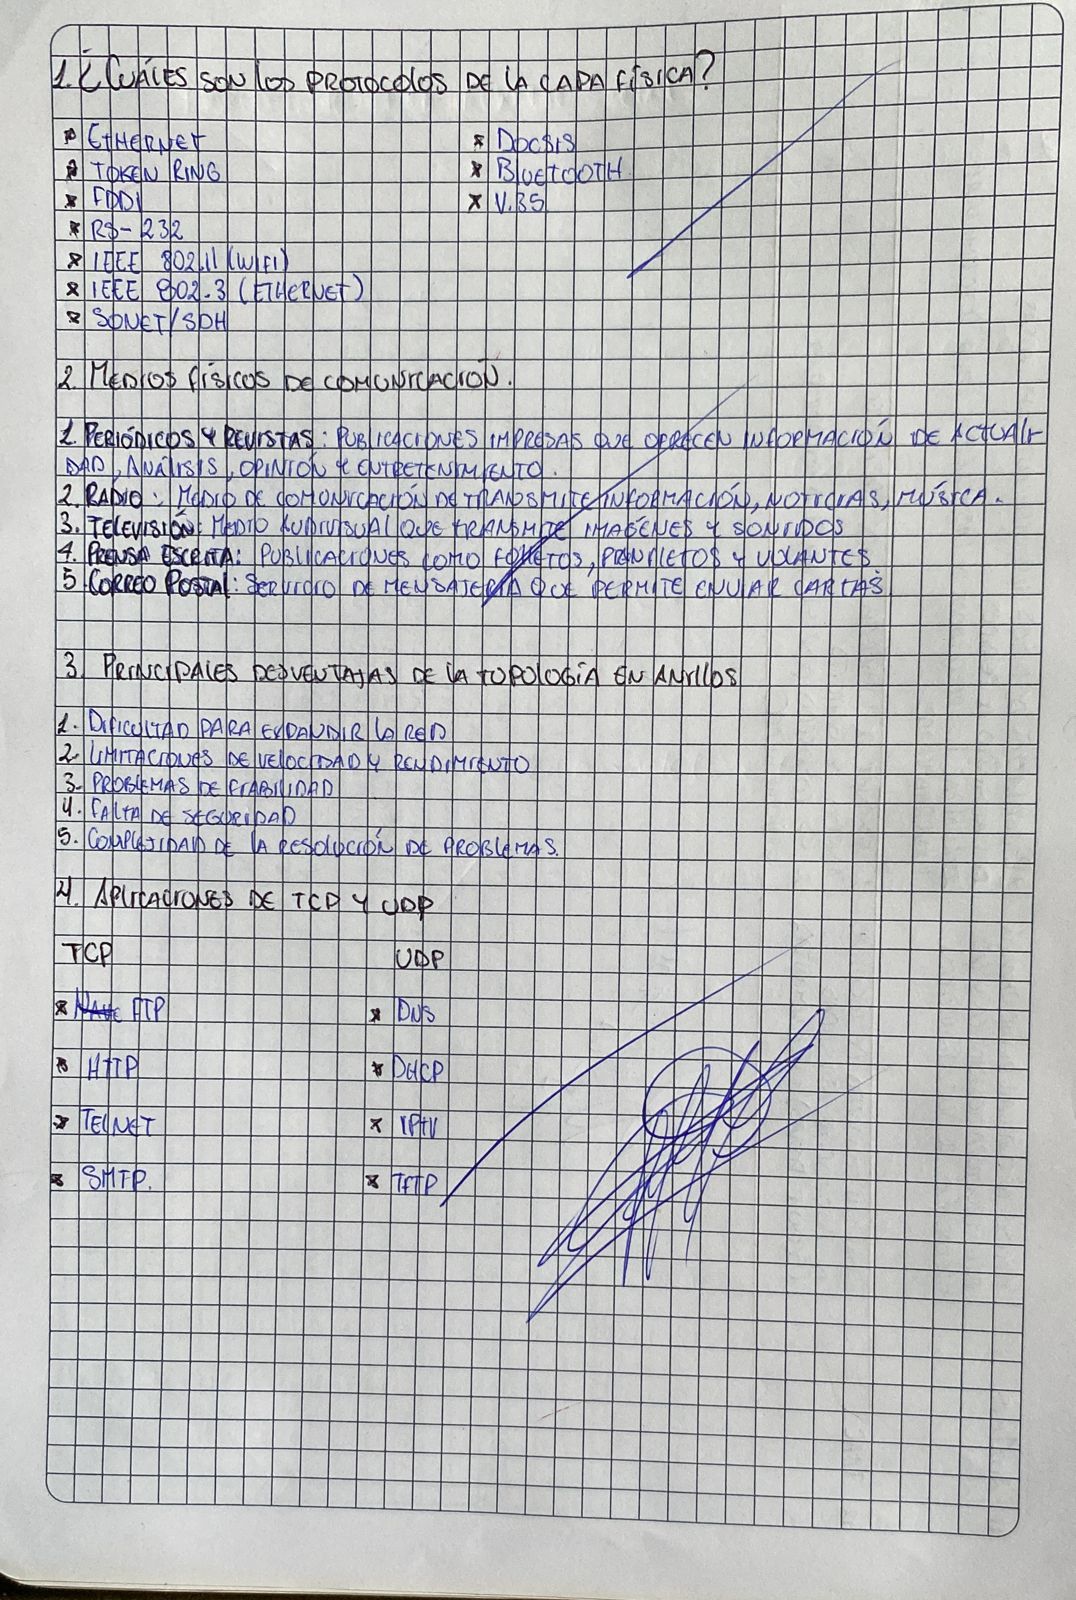 1. ¿CUÁLES SON LOS PROTOCOLOS DE LA CAPA FÍSICA?
* ETHERNET
* TOKEN RING
* FDDI
* RS-232
* IEEE 802.11 (WIFI)
* IEEE 802.3 (ETHERNET)
* SONET/SDH
* DOCSIS
* BLUETOOTH
* V.35
2. MEDIOS FÍSICOS DE COMUNICACIÓN.
1. PERIÓDICOS Y REVISTAS: PUBLICACIONES IMPRESAS QUE OFRECEN INFORMACIÓN DE ACTUALI-
DAD, ANÁLISIS, OPINIÓN Y ENTRETENIMIENTO.
2. RADIO: MEDIO DE COMUNICACIÓN DE TRANSMITE INFORMACIÓN, NOTICIAS, MÚSICA.
3. TELEVISIÓN: MEDIO AUDIVISUAL QUE TRANSMITE IMAGÉNES Y SONIDOS
4. PRENSA ESCRITA: PUBLICACIONES COMO FOLLETOS, PANFLETOS Y VOLANTES
5. CORREO POSTAL: SERVICIO DE MENSAJERIA QUE PERMITE ENVIAR CARTAS
3. PRINCIPALES DESVENTAJAS DE LA TOPOLOGÍA EN ANILLOS
1. DIFICULTAD PARA EXPANDIR LA RED
2. LIMITACIONES DE VELOCIDAD Y RENDIMIENTO
3. PROBLEMAS DE FIABILIDAD
4. FALTA DE SEGURIDAD
5. COMPLEJIDAD DE LA RESOLUCIÓN DE PROBLEMAS.
4. APLICACIONES DE TCP Y UDP
TCP
* FTP
* HTTP
* TELNET
* SMTP.
UDP
* DNS
* DHCP
* IPTV
* TFTP